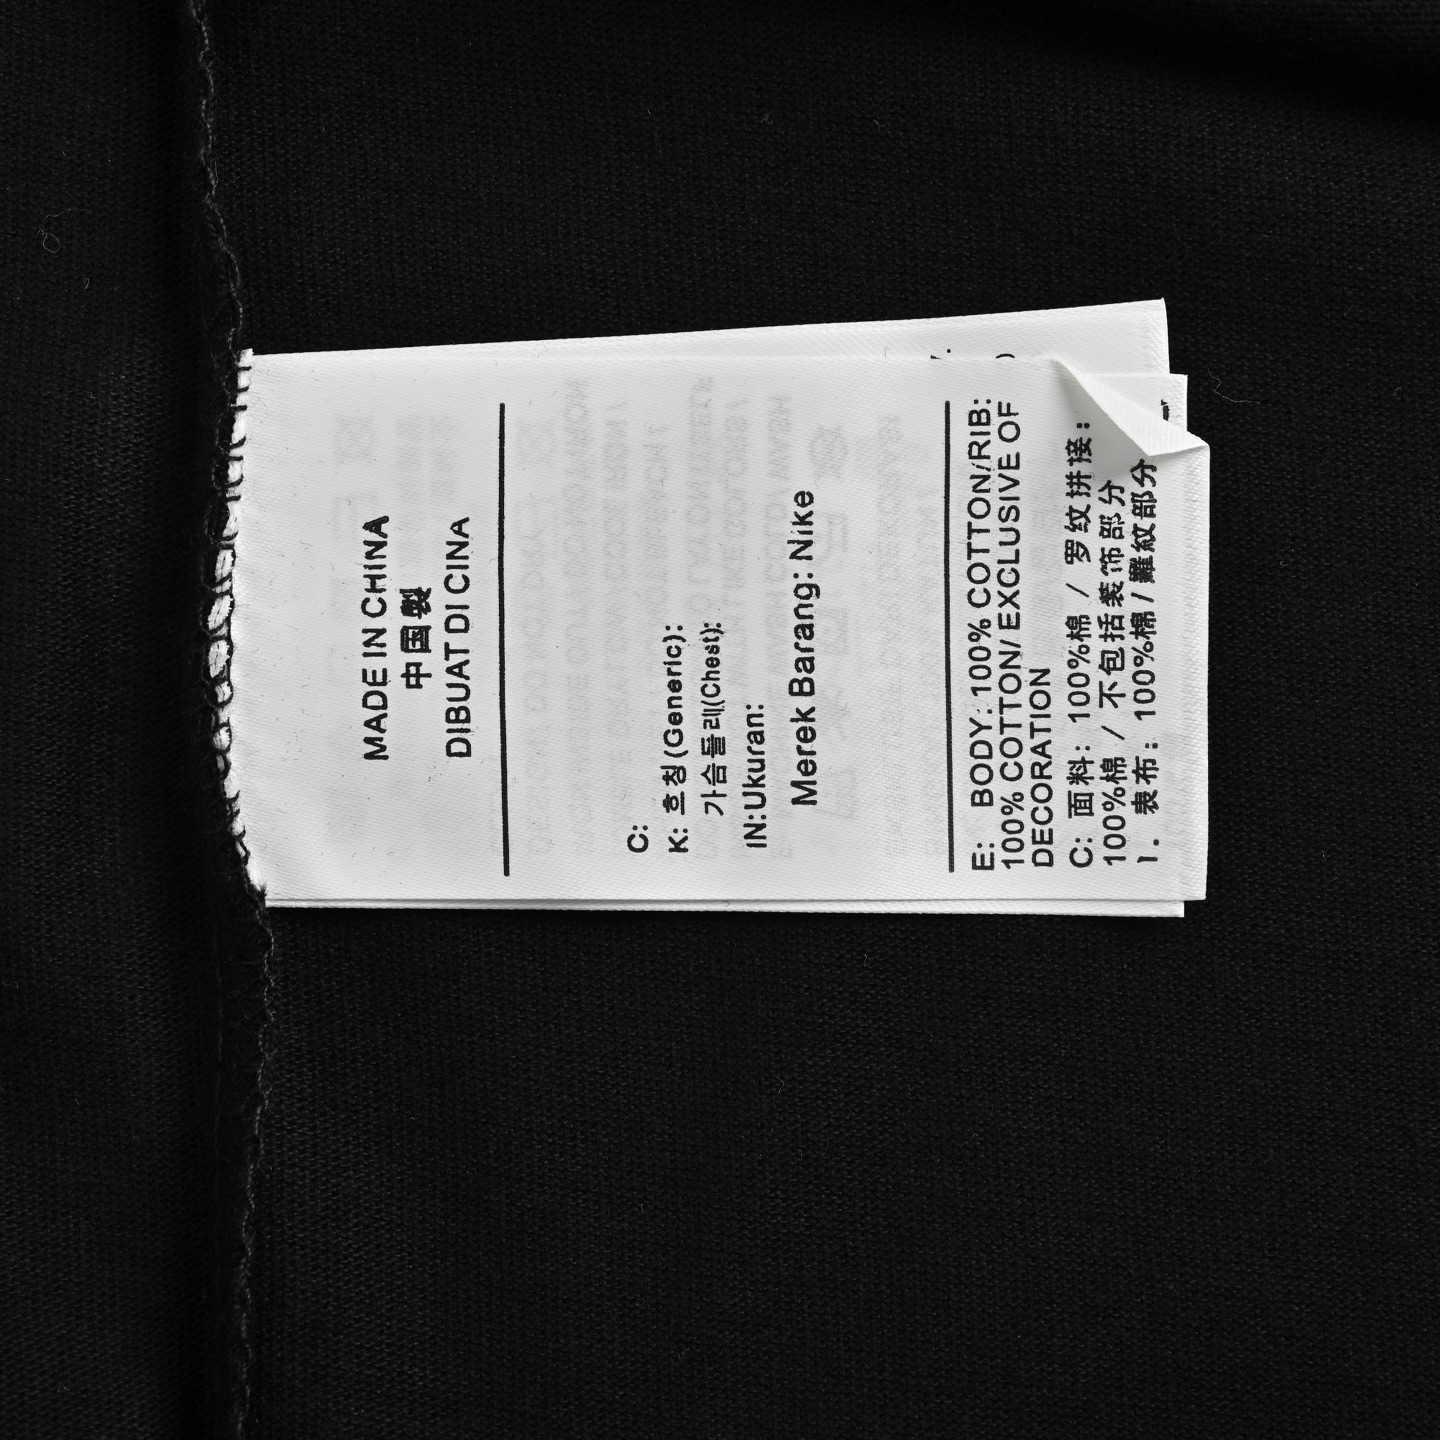 MADE IN CHINA
中国製
DIBUAT DI CINA
C:
K: 호칭(Generic):
가슴둘레(Chest):
IN:Ukuran:
Merek Barang: Nike
E: BODY: 100% COTTON/RIB:
100% COTTON/ EXCLUSIVE OF
DECORATION
C: 面料: 100%棉 / 罗纹拼接:
100%棉 / 不包括装饰部分
表布: 100%棉 / 羅紋部分